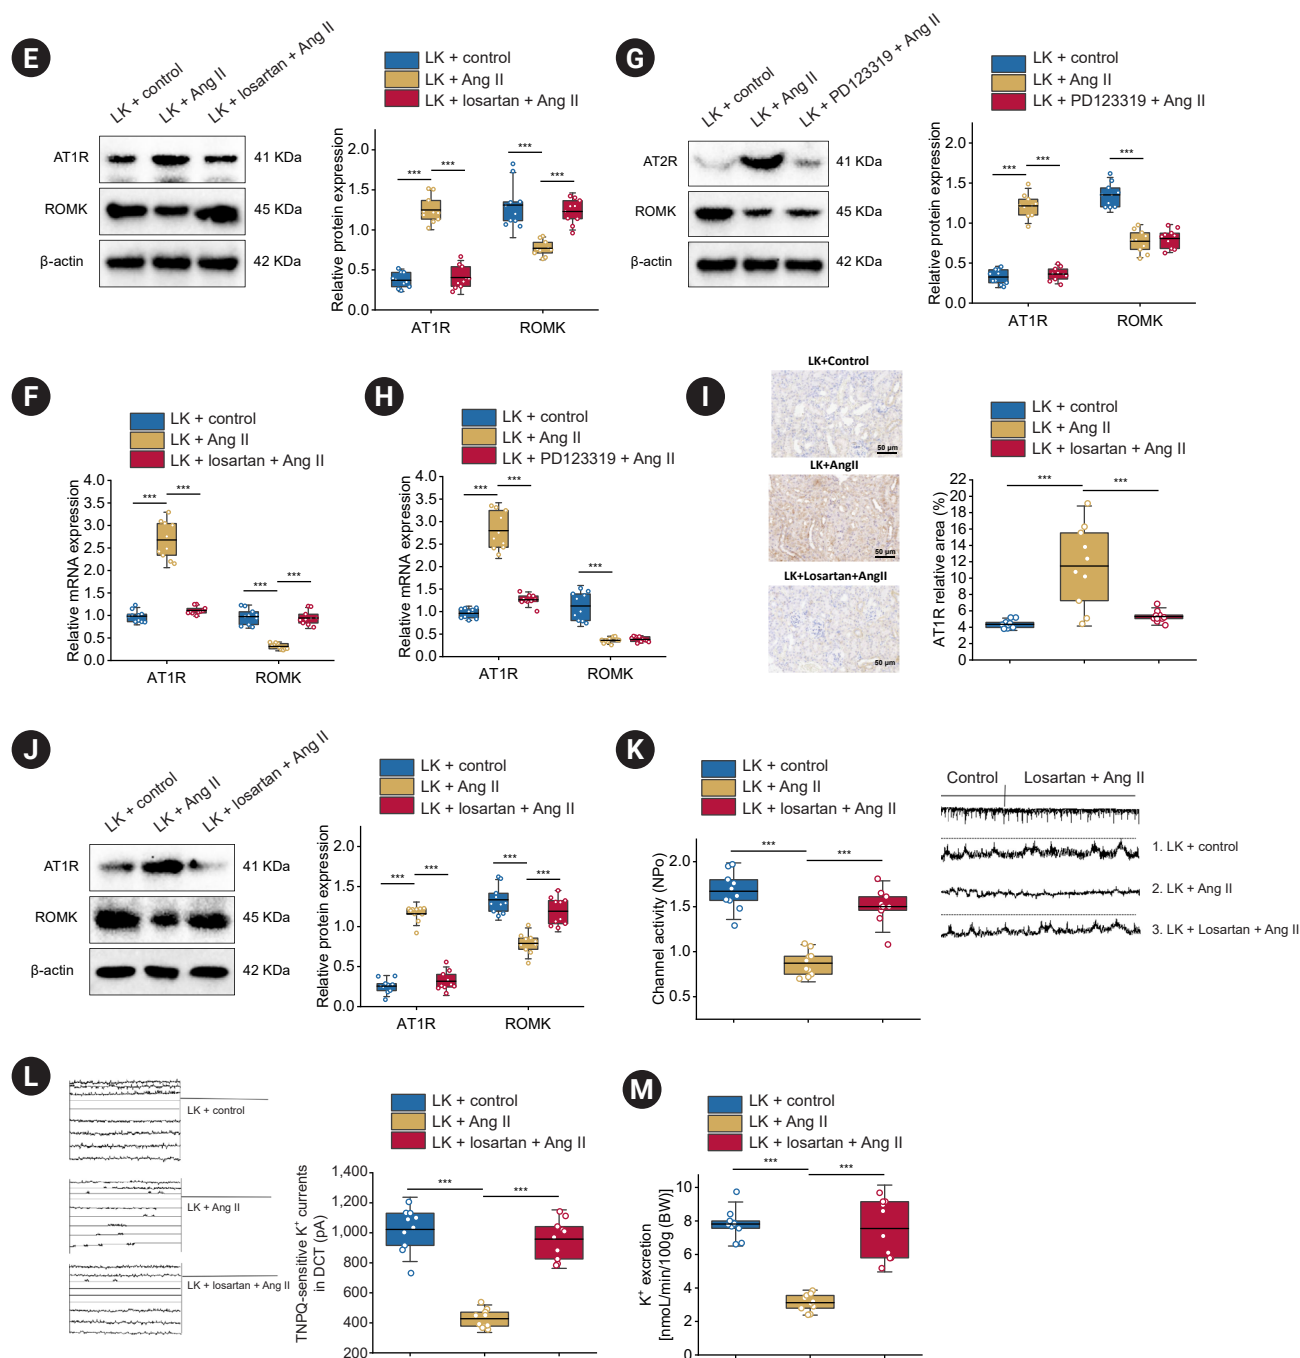 E
LK + control
LK + Ang II
LK + losartan + Ang II
AT1R
41 KDa
ROMK
45 KDa
β-actin
42 KDa
LK + control
LK + Ang II
LK + losartan + Ang II
Relative protein expression
2.0
1.5
1.0
0.5
0.0
***
***
***
***
AT1R
ROMK
G
LK + control
LK + Ang II
LK + PD123319 + Ang II
AT2R
41 KDa
ROMK
45 KDa
β-actin
42 KDa
LK + control
LK + Ang II
LK + PD123319 + Ang II
Relative protein expression
2.0
1.5
1.0
0.5
0.0
***
***
***
AT1R
ROMK
F
LK + control
LK + Ang II
LK + losartan + Ang II
Relative mRNA expression
4.0
3.5
3.0
2.5
2.0
1.5
1.0
0.5
0.0
***
***
***
***
AT1R
ROMK
H
LK + control
LK + Ang II
LK + PD123319 + Ang II
Relative mRNA expression
4.0
3.5
3.0
2.5
2.0
1.5
1.0
0.5
0.0
***
***
***
AT1R
ROMK
I
LK+Control
50 μm
LK+AngII
50 μm
LK+Losartan+AngII
50 μm
LK + control
LK + Ang II
LK + losartan + Ang II
AT1R relative area (%)
22
20
18
16
14
12
10
8
6
4
2
0
***
***
J
LK + control
LK + Ang II
LK + losartan + Ang II
AT1R
41 KDa
ROMK
45 KDa
β-actin
42 KDa
LK + control
LK + Ang II
LK + losartan + Ang II
Relative protein expression
2.0
1.5
1.0
0.5
0.0
***
***
***
***
AT1R
ROMK
K
LK + control
LK + Ang II
LK + losartan + Ang II
Channel activity (NPo)
2.0
1.5
1.0
0.5
***
***
Control
Losartan + Ang II
1. LK + control
2. LK + Ang II
3. LK + Losartan + Ang II
L
LK + control
LK + Ang II
LK + losartan + Ang II
LK + control
LK + Ang II
LK + losartan + Ang II
TNPQ-sensitive K⁺ currents
in DCT (pA)
1,400
1,200
1,000
800
600
400
200
***
***
M
LK + control
LK + Ang II
LK + losartan + Ang II
K⁺ excretion
[nmoL/min/100g (BW)]
10
8
6
4
2
0
***
***